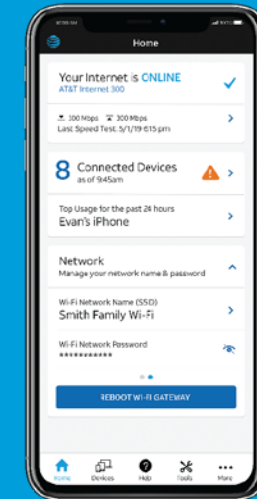 Home
Your Internet is ONLINE
AT&T Internet 300
300 Mbps 300 Mbps
Last Speed Test: 5/1/19 6:15 pm
8 Connected Devices
as of 9:45am
Top Usage for the past 24 hours
Evan's iPhone
Network
Manage your network name & password
Wi-Fi Network Name (SSID)
Smith Family Wi-Fi
Wi-Fi Network Password
***********
REBOOT WI-FI GATEWAY
Home Devices Help Tools More